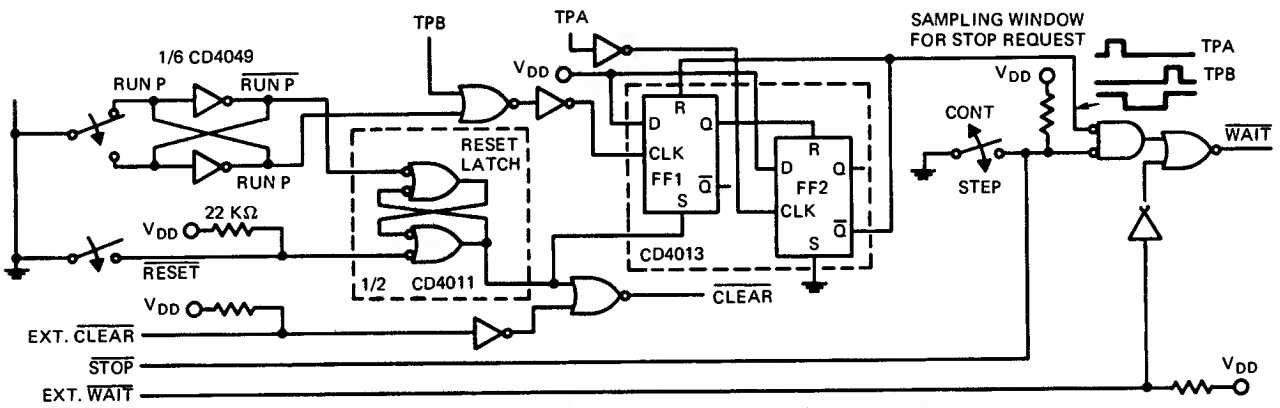 TPB
TPA
SAMPLING WINDOW
FOR STOP REQUEST
TPA
TPB
1/6 CD4049
RUN P
RUN P
RUN P
V_DD
V_DD
R
D
Q
CLK
FF1
Q
S
R
D
Q
FF2
CLK
Q
S
CD4013
CONT
STEP
WAIT
RESET
LATCH
1/2 CD4011
22 KΩ
V_DD
RESET
CLEAR
V_DD
EXT. CLEAR
STOP
EXT. WAIT
V_DD